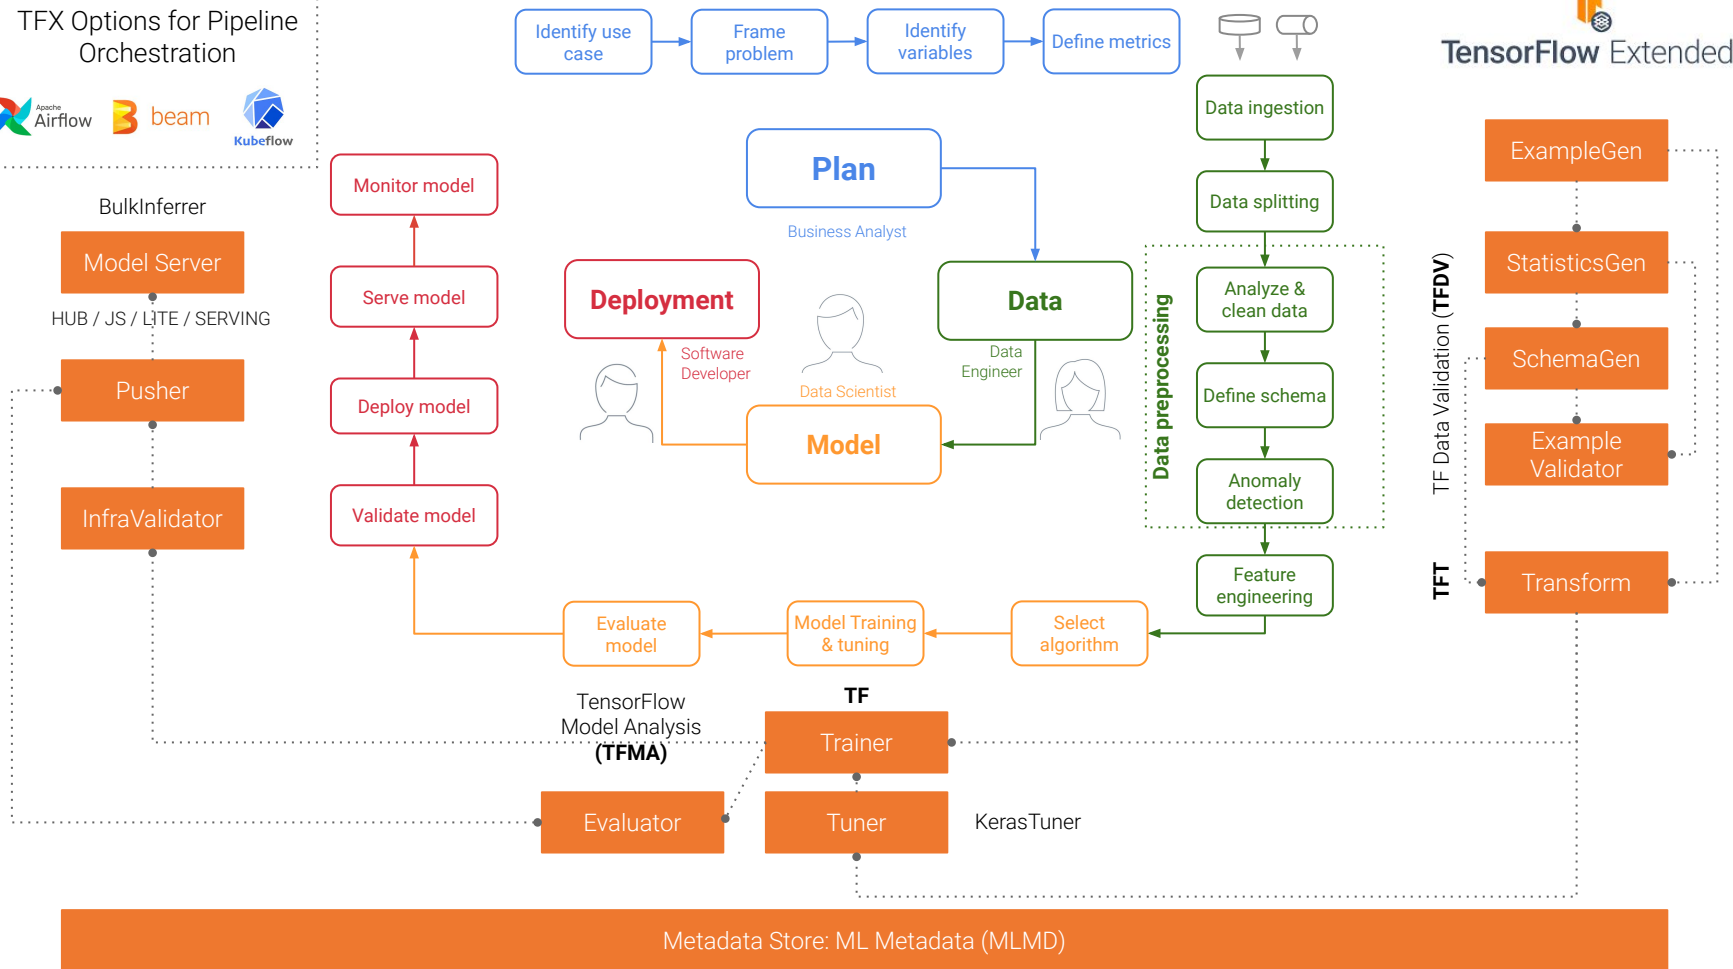 TFX Options for Pipeline
Orchestration
Apache
Airflow
beam
Kubeflow
Identify use
case
Frame
problem
Identify
variables
Define metrics
TensorFlow Extended
Data ingestion
Data splitting
Analyze &
clean data
Define schema
Anomaly
detection
Data preprocessing
Feature
engineering
Plan
Business Analyst
Data
Data
Engineer
Deployment
Software
Developer
Data Scientist
Model
Monitor model
Serve model
Deploy model
Validate model
Evaluate
model
Model Training
& tuning
Select
algorithm
BulkInferrer
Model Server
HUB / JS / LITE / SERVING
Pusher
InfraValidator
ExampleGen
StatisticsGen
SchemaGen
Example
Validator
TF Data Validation (TFDV)
TFT
Transform
TensorFlow
Model Analysis
(TFMA)
TF
Trainer
Evaluator
Tuner
KerasTuner
Metadata Store: ML Metadata (MLMD)